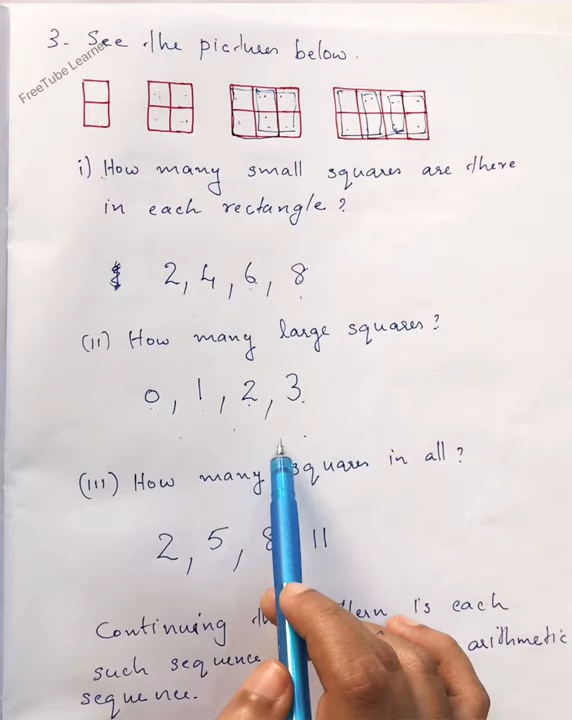 3. See the pictures below.
FreeTube Learner
i) How many small squares are there
in each rectangle?
2, 4, 6, 8
(ii) How many large squares?
0, 1, 2, 3
(iii) How many squares in all?
2, 5, 8 11
Continuing is each
such sequence arithmetic
sequence.